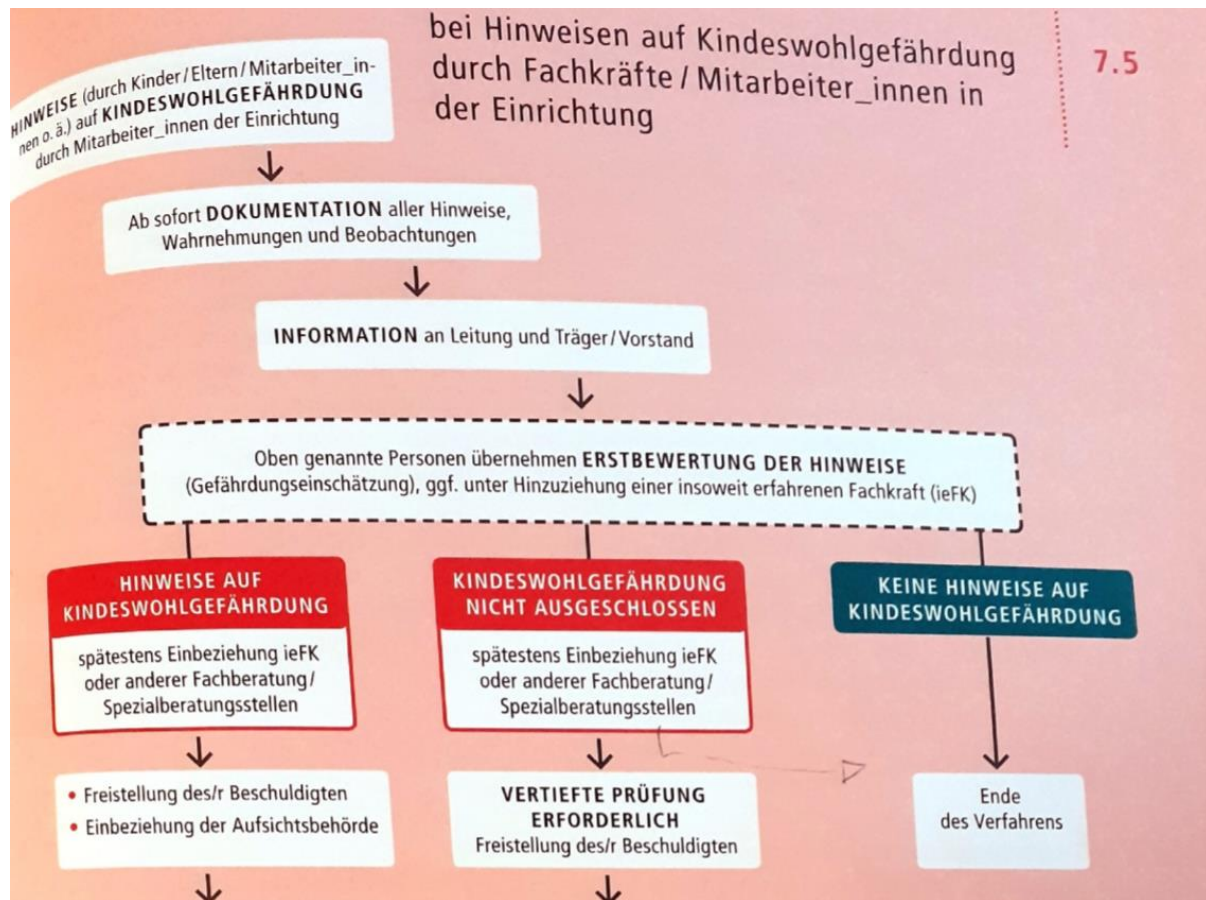 bei Hinweisen auf Kindeswohlgefährdung
durch Fachkräfte / Mitarbeiter_innen in
der Einrichtung
7.5
HINWEISE (durch Kinder / Eltern / Mitarbeiter_in-
nen o. ä.) auf KINDESWOHLGEFÄHRDUNG
durch Mitarbeiter_innen der Einrichtung
Ab sofort DOKUMENTATION aller Hinweise,
Wahrnehmungen und Beobachtungen
INFORMATION an Leitung und Träger / Vorstand
Oben genannte Personen übernehmen ERSTBEWERTUNG DER HINWEISE
(Gefährdungseinschätzung), ggf. unter Hinzuziehung einer insoweit erfahrenen Fachkraft (ieFK)
HINWEISE AUF
KINDESWOHLGEFÄHRDUNG
spätestens Einbeziehung ieFK
oder anderer Fachberatung /
Spezialberatungsstellen
• Freistellung des/r Beschuldigten
• Einbeziehung der Aufsichtsbehörde
KINDESWOHLGEFÄHRDUNG
NICHT AUSGESCHLOSSEN
spätestens Einbeziehung ieFK
oder anderer Fachberatung /
Spezialberatungsstellen
VERTIEFTE PRÜFUNG
ERFORDERLICH
Freistellung des/r Beschuldigten
KEINE HINWEISE AUF
KINDESWOHLGEFÄHRDUNG
Ende
des Verfahrens